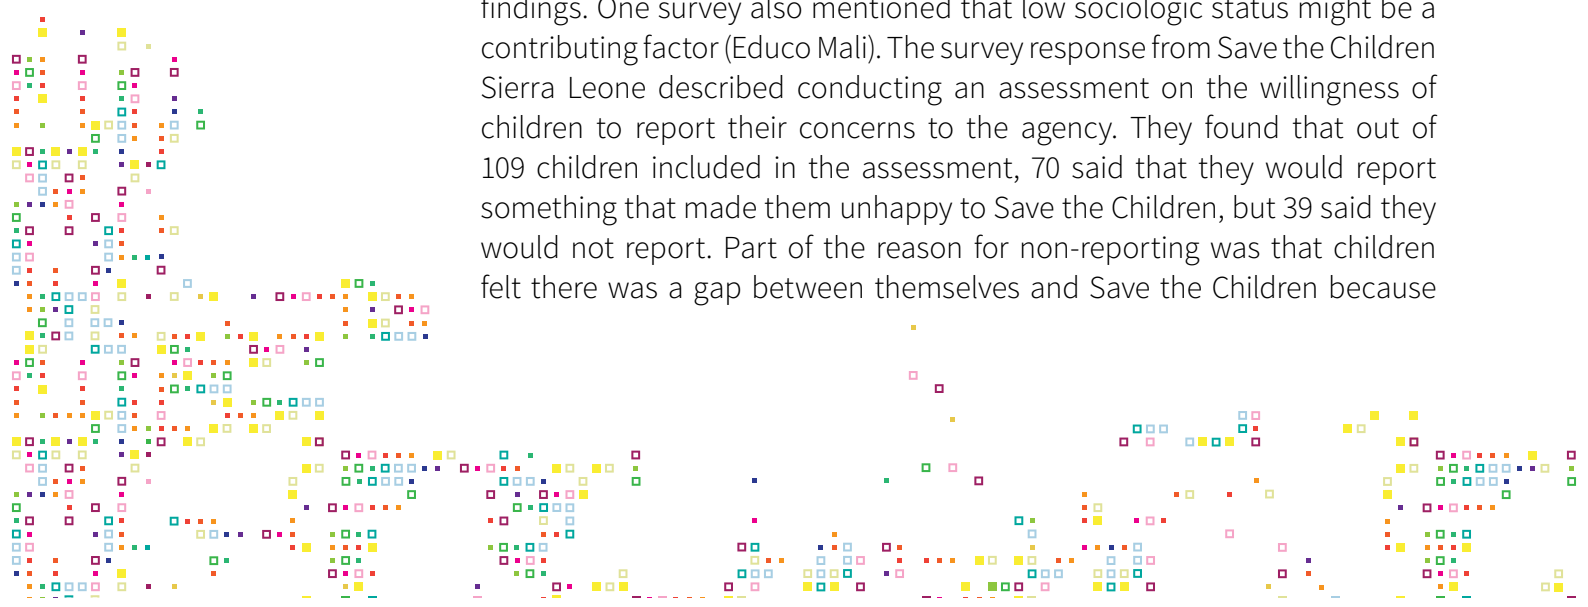 findings. One survey also mentioned that low sociologic status might be a
contributing factor (Educo Mali). The survey response from Save the Children
Sierra Leone described conducting an assessment on the willingness of
children to report their concerns to the agency. They found that out of
109 children included in the assessment, 70 said that they would report
something that made them unhappy to Save the Children, but 39 said they
would not report. Part of the reason for non-reporting was that children
felt there was a gap between themselves and Save the Children because